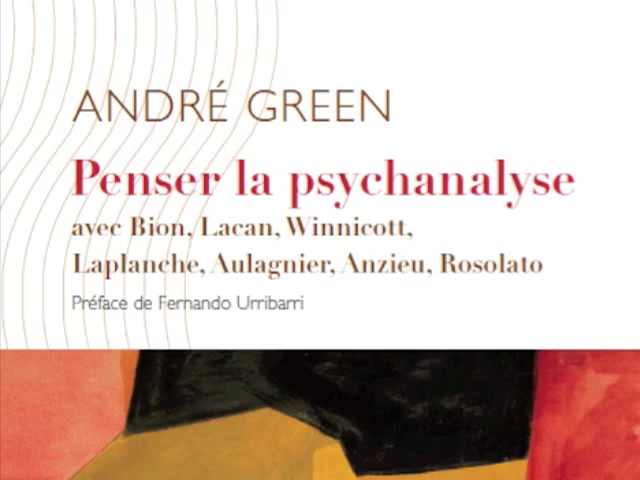 ANDRÉ GREEN
Penser la psychanalyse
avec Bion, Lacan, Winnicott,
Laplanche, Aulagnier, Anzieu, Rosolato
Préface de Fernando Urribarri